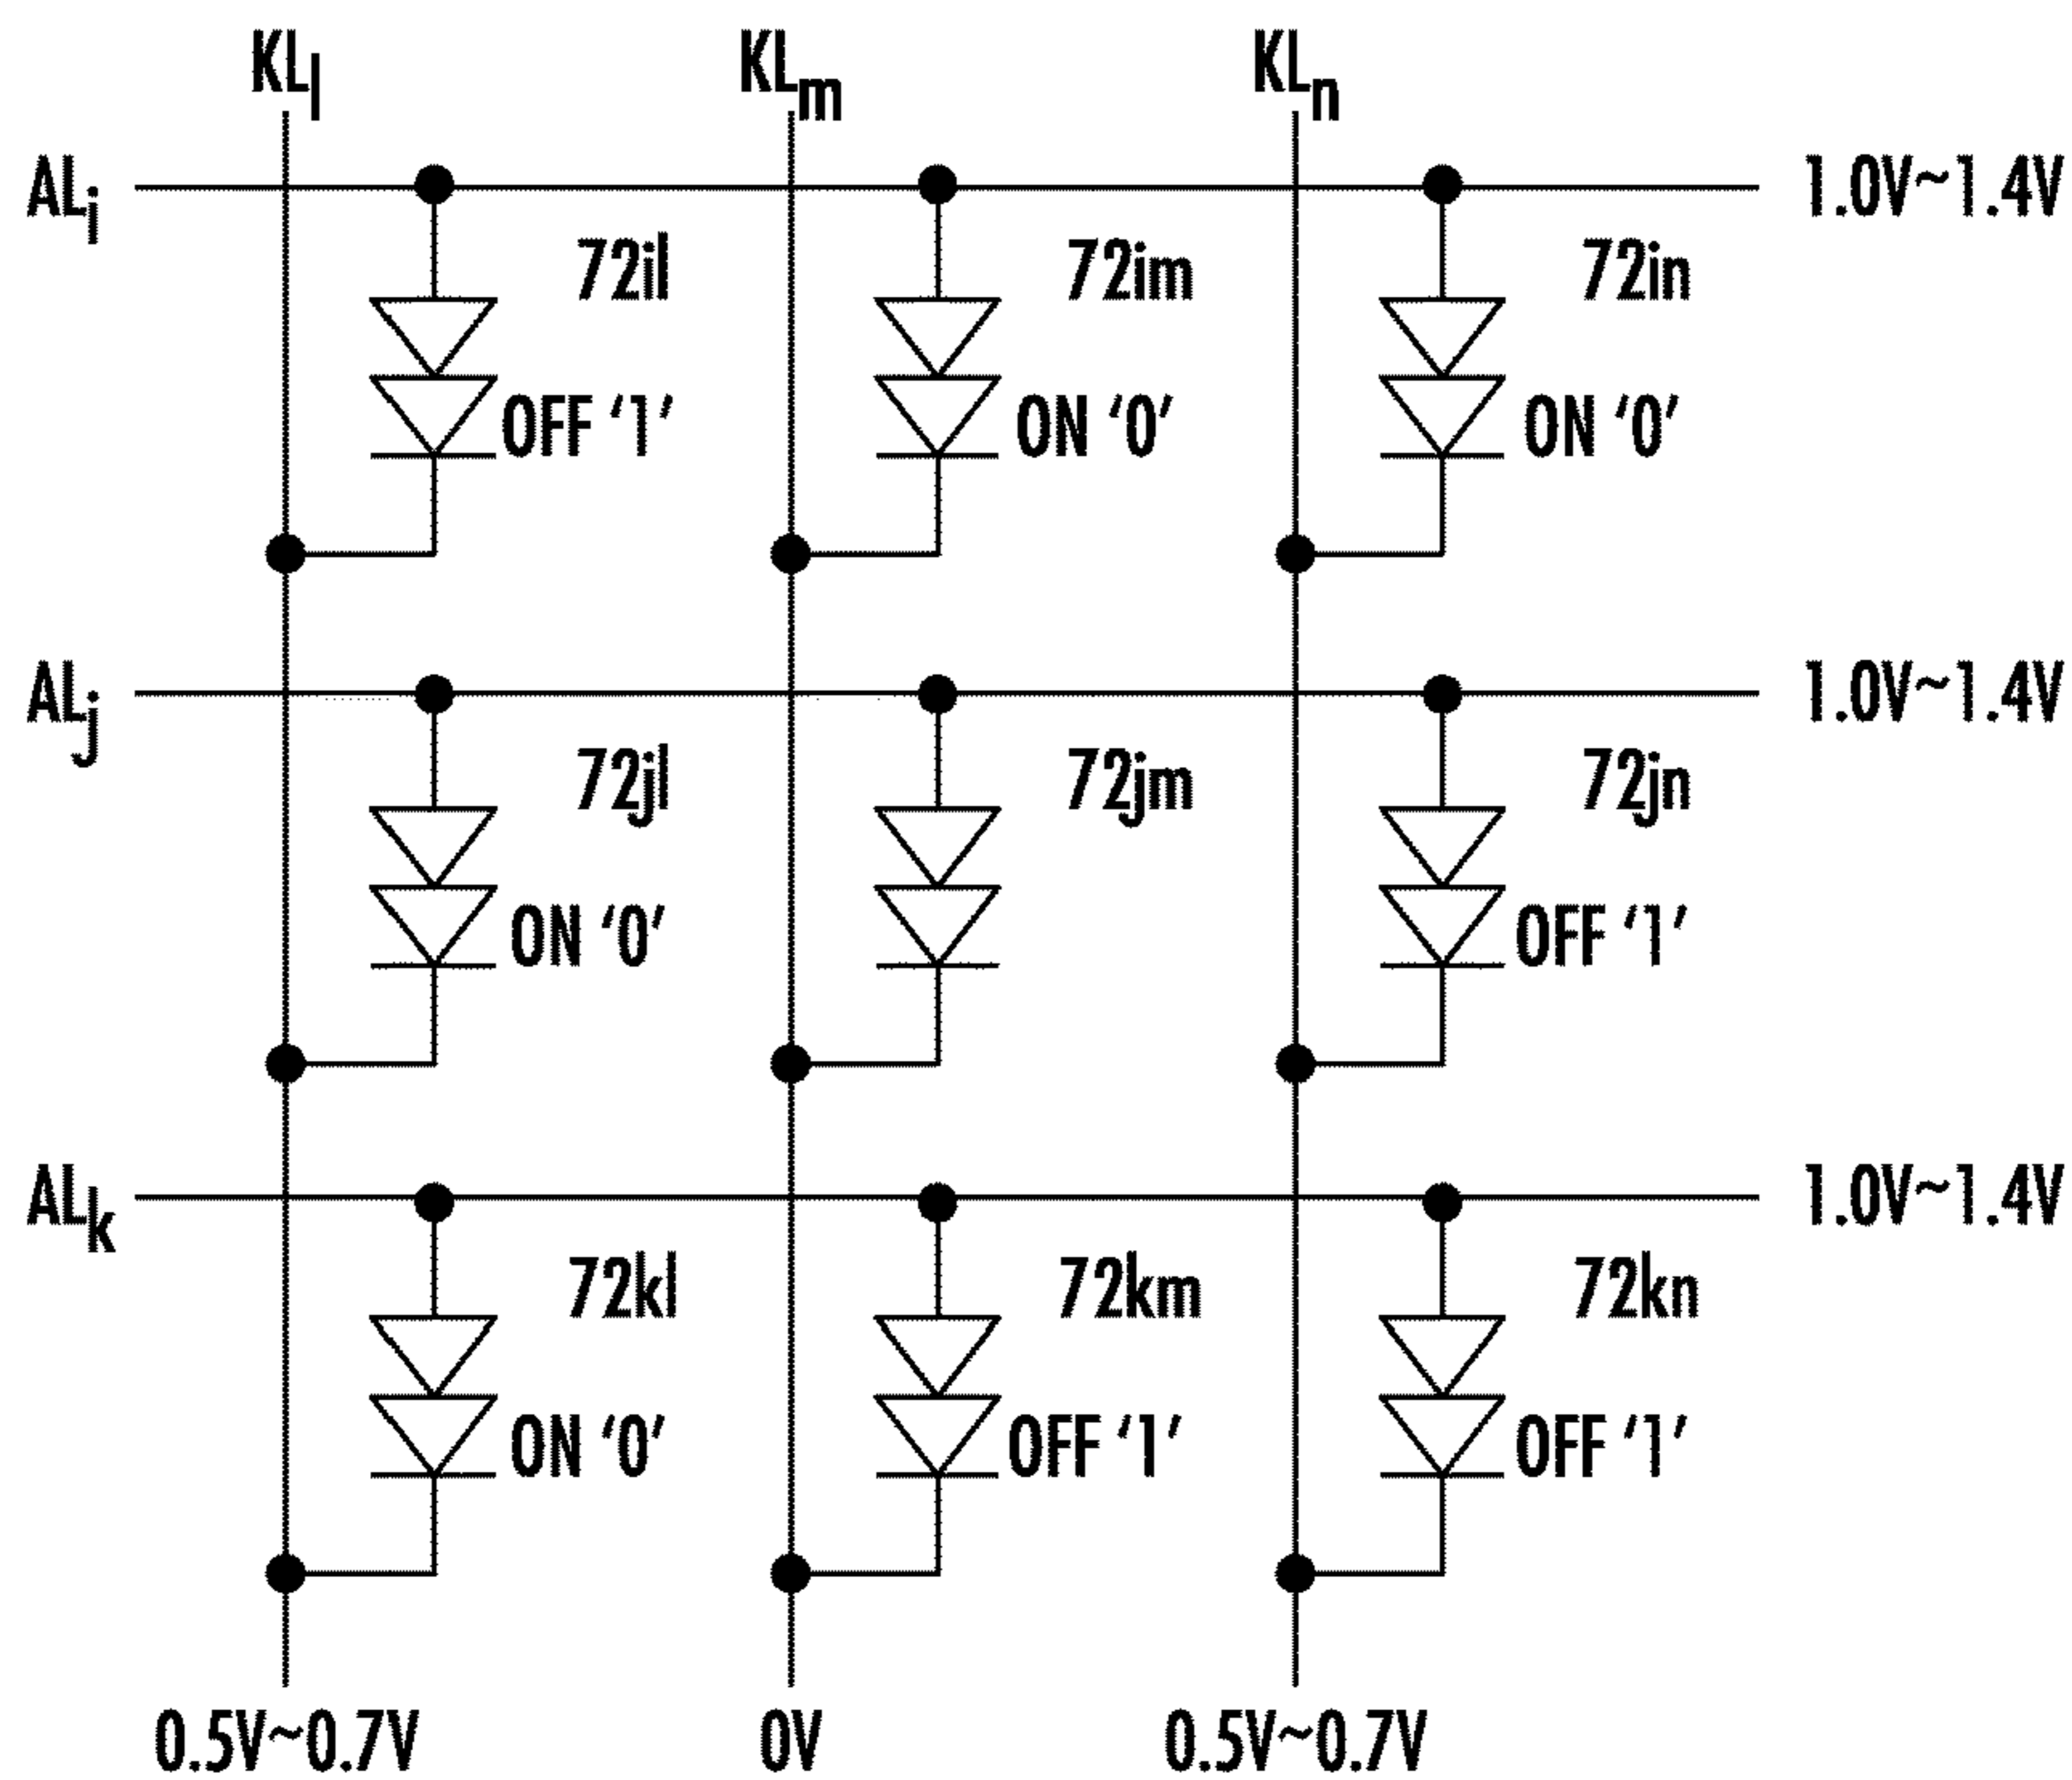 KLl KLm KLn
ALi 1.0V~1.4V
72il 72im 72in
OFF ‘1’ ON ‘0’ ON ‘0’
ALj 1.0V~1.4V
72jl 72jm 72jn
ON ‘0’ OFF ‘1’
ALk 1.0V~1.4V
72kl 72km 72kn
ON ‘0’ OFF ‘1’ OFF ‘1’
0.5V~0.7V 0V 0.5V~0.7V